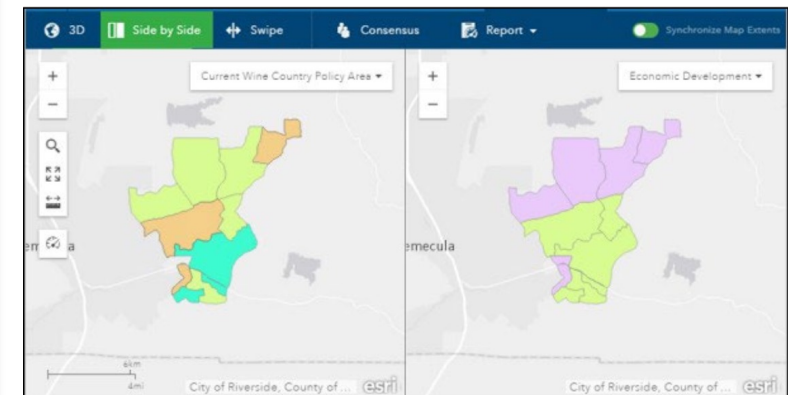 3D Side by Side Swipe Consensus Report Synchronize Map Extents
+ Current Wine Country Policy Area
−
+ Economic Development
−
emecula
6km
4mi
City of Riverside, County of ... esri
City of Riverside, County of ... esri